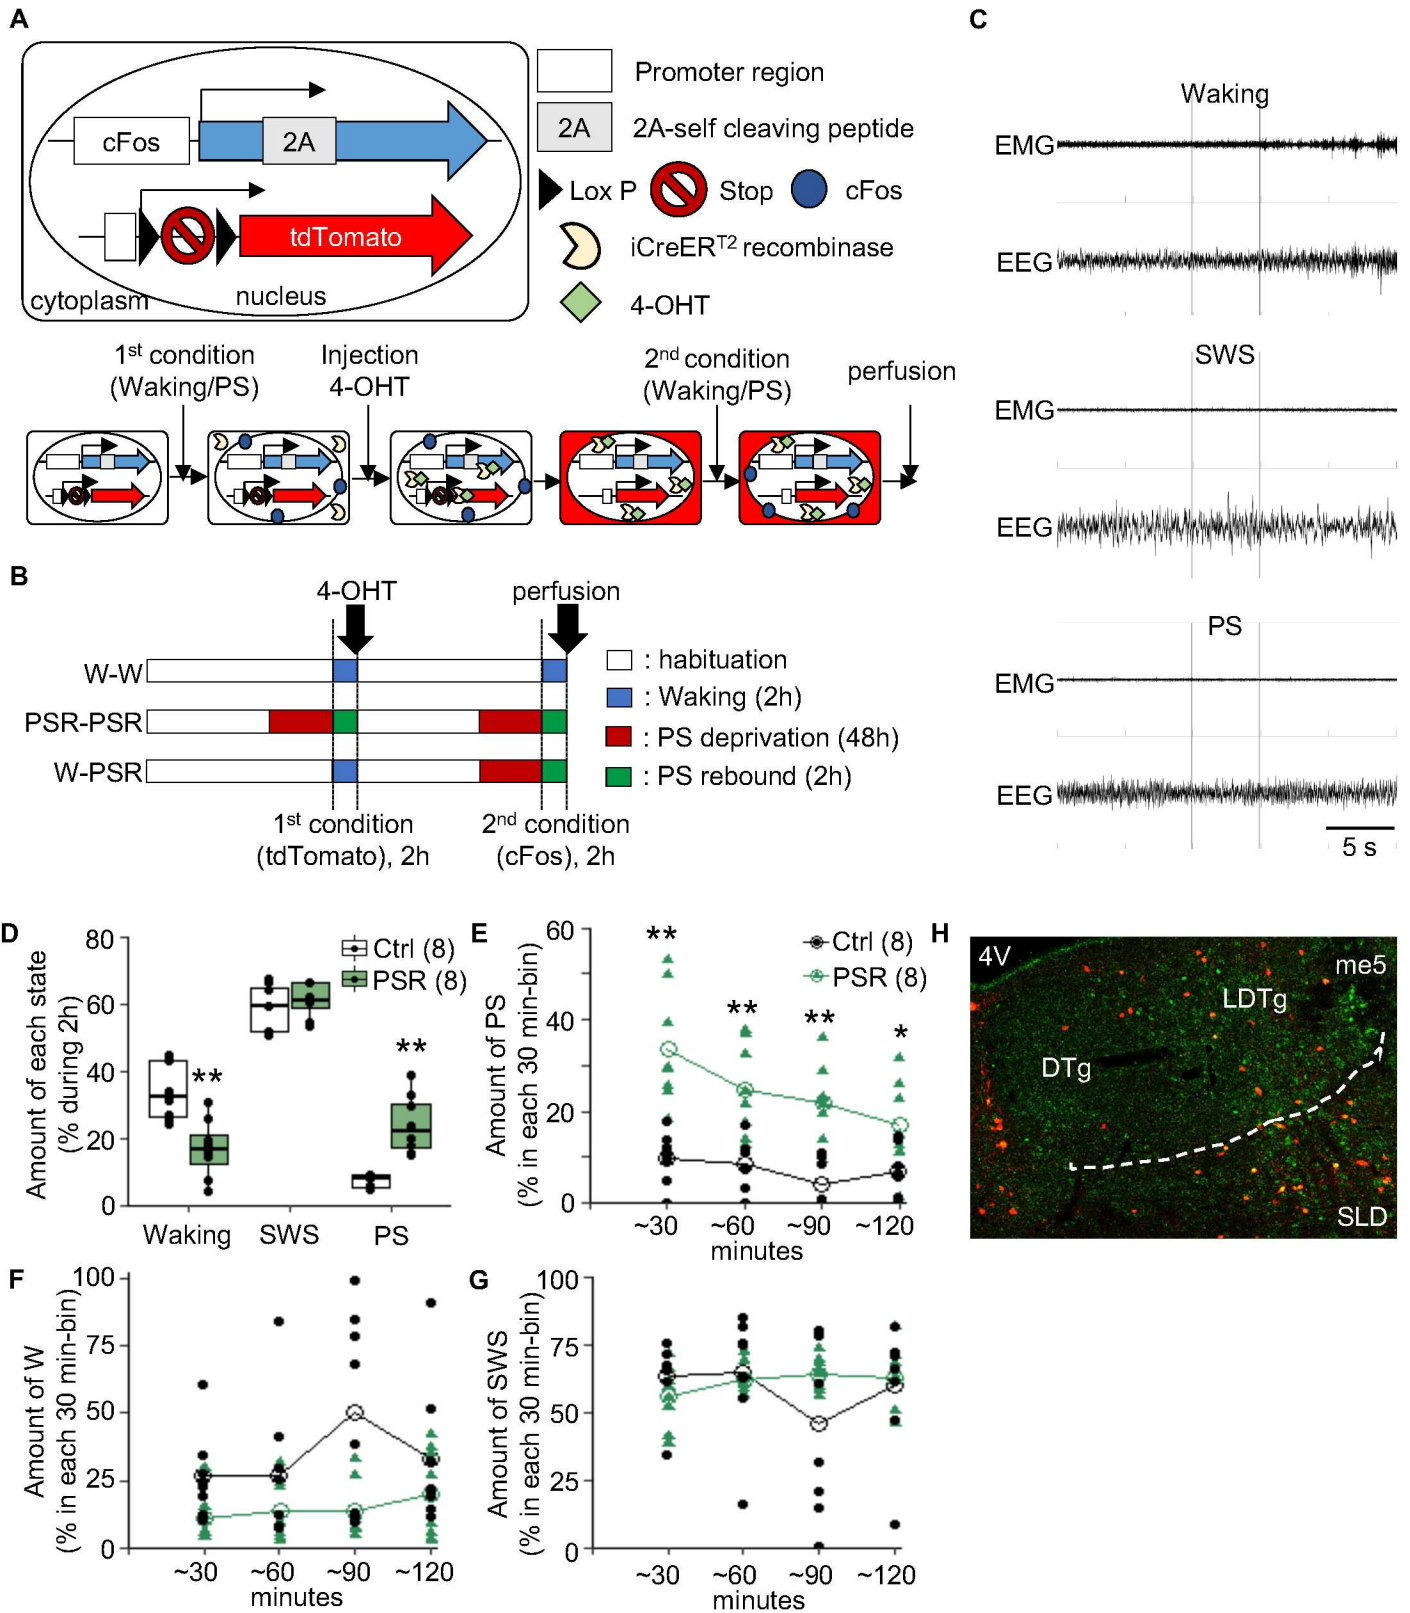 A
cFos
2A
tdTomato
cytoplasm
nucleus
Promoter region
2A
2A-self cleaving peptide
Lox P
Stop
cFos
iCreER^T2 recombinase
4-OHT
1st condition
(Waking/PS)
Injection
4-OHT
2nd condition
(Waking/PS)
perfusion
B
4-OHT
perfusion
W-W
PSR-PSR
W-PSR
: habituation
: Waking (2h)
: PS deprivation (48h)
: PS rebound (2h)
1st condition
(tdTomato), 2h
2nd condition
(cFos), 2h
C
Waking
EMG
EEG
SWS
EMG
EEG
PS
EMG
EEG
5 s
D
Amount of each state
(% during 2h)
80
60
40
20
0
Ctrl (8)
PSR (8)
**
**
Waking
SWS
PS
E
Amount of PS
(% in each 30 min-bin)
60
40
20
0
**
**
**
*
Ctrl (8)
PSR (8)
~30
~60
~90
~120
minutes
H
4V
me5
LDTg
DTg
SLD
F
Amount of W
(% in each 30 min-bin)
100
75
50
25
0
~30
~60
~90
~120
minutes
G
Amount of SWS
(% in each 30 min-bin)
100
75
50
25
0
~30
~60
~90
~120
minutes